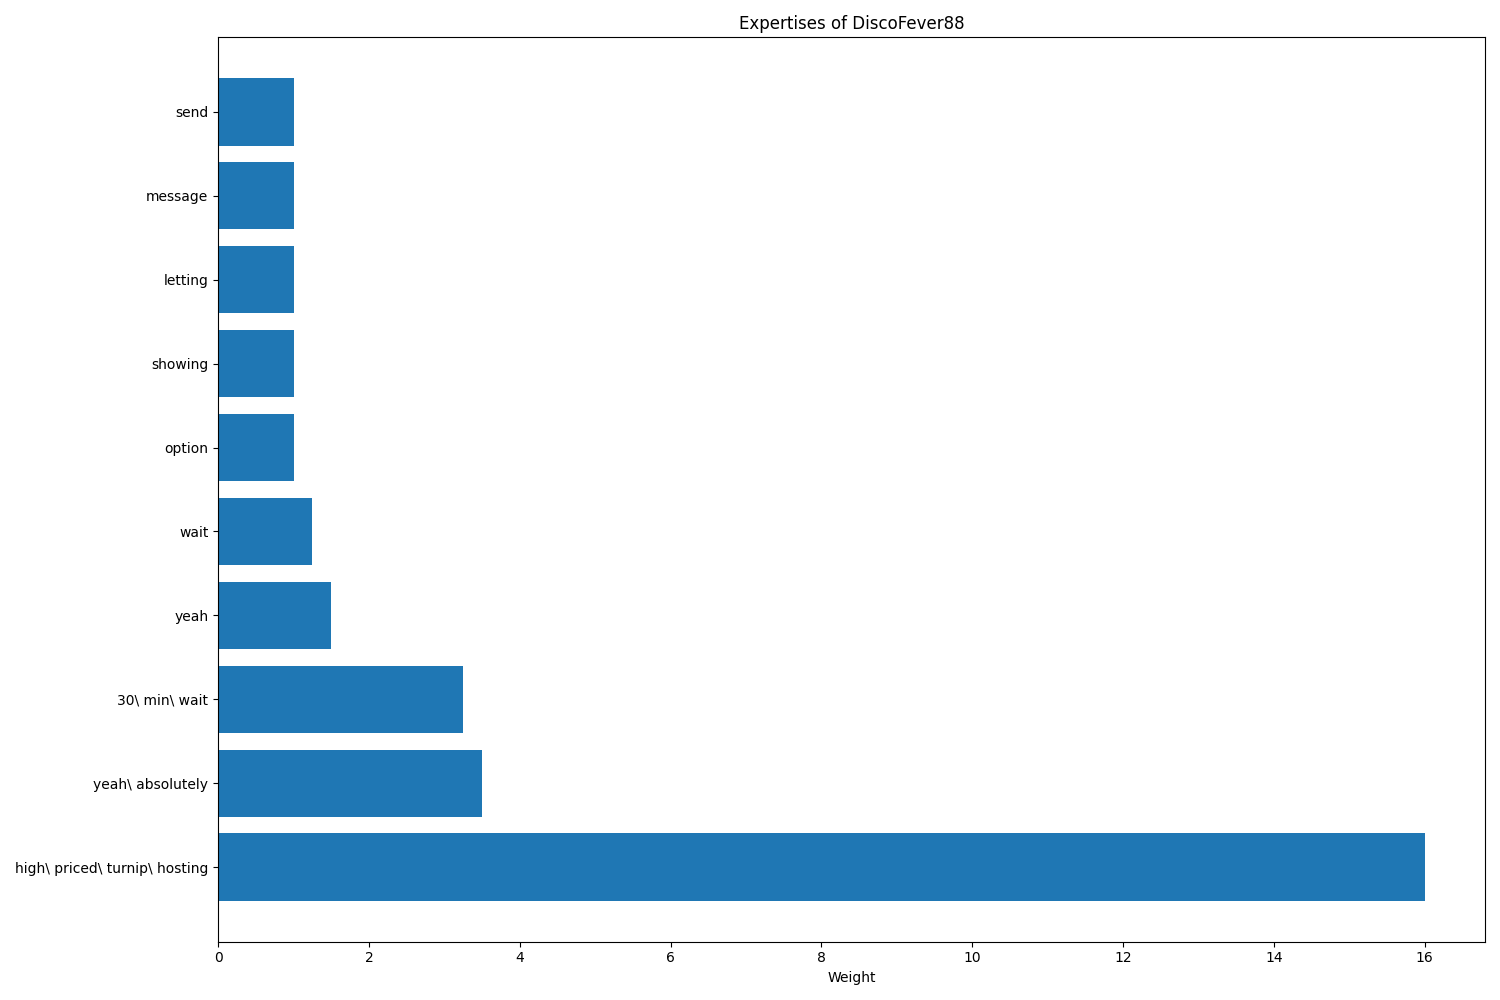 Expertises of DiscoFever88
send
message
letting
showing
option
wait
yeah
30\ min\ wait
yeah\ absolutely
high\ priced\ turnip\ hosting
0 2 4 6 8 10 12 14 16
Weight